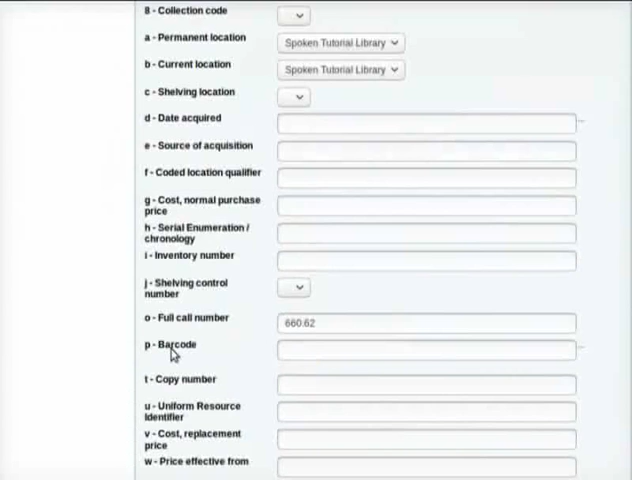 8 - Collection code
a - Permanent location
Spoken Tutorial Library
b - Current location
Spoken Tutorial Library
c - Shelving location
d - Date acquired
e - Source of acquisition
f - Coded location qualifier
g - Cost, normal purchase
price
h - Serial Enumeration /
chronology
i - Inventory number
j - Shelving control
number
o - Full call number
660.62
p - Barcode
t - Copy number
u - Uniform Resource
Identifier
v - Cost, replacement
price
w - Price effective from